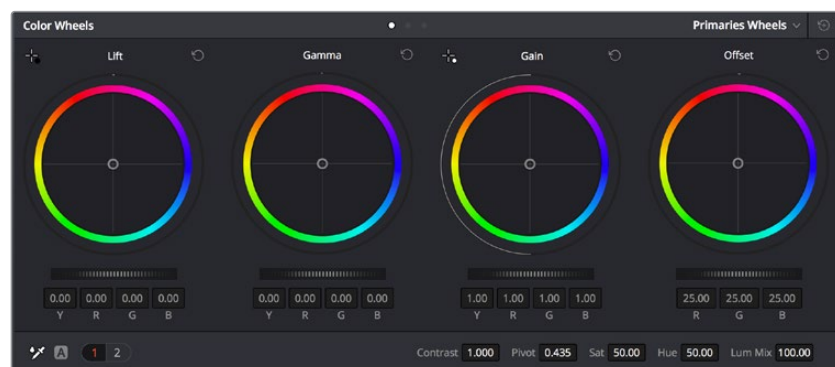 Color Wheels Primaries Wheels
Lift Gamma Gain Offset
0.00 0.00 0.00 0.00 0.00 0.00 0.00 0.00 1.00 1.00 1.00 1.00 25.00 25.00 25.00
Y R G B Y R G B Y R G B R G B
A 1 2 Contrast 1.000 Pivot 0.435 Sat 50.00 Hue 50.00 Lum Mix 100.00